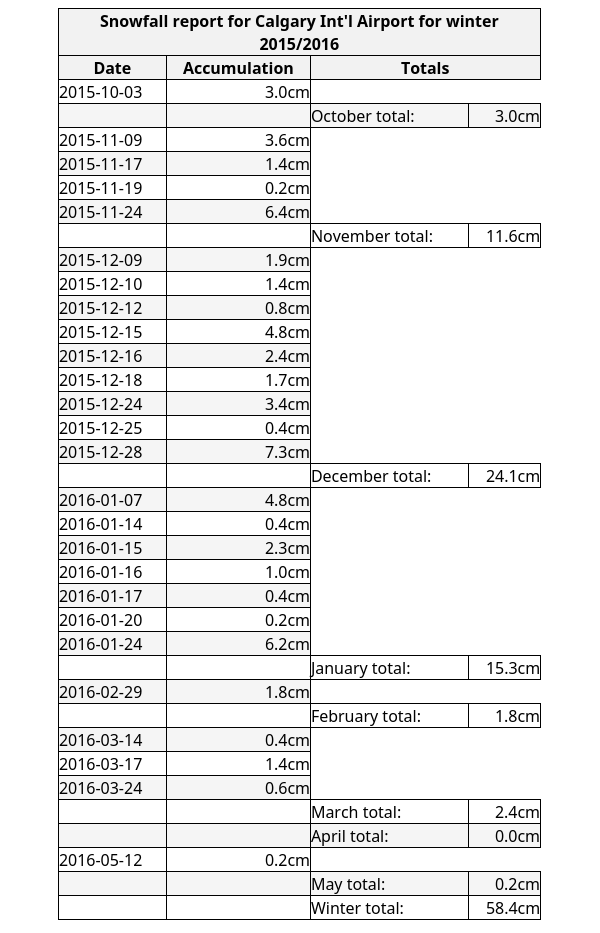 Snowfall report for Calgary Int'l Airport for winter
2015/2016
Date Accumulation Totals
2015-10-03 3.0cm
October total: 3.0cm
2015-11-09 3.6cm
2015-11-17 1.4cm
2015-11-19 0.2cm
2015-11-24 6.4cm
November total: 11.6cm
2015-12-09 1.9cm
2015-12-10 1.4cm
2015-12-12 0.8cm
2015-12-15 4.8cm
2015-12-16 2.4cm
2015-12-18 1.7cm
2015-12-24 3.4cm
2015-12-25 0.4cm
2015-12-28 7.3cm
December total: 24.1cm
2016-01-07 4.8cm
2016-01-14 0.4cm
2016-01-15 2.3cm
2016-01-16 1.0cm
2016-01-17 0.4cm
2016-01-20 0.2cm
2016-01-24 6.2cm
January total: 15.3cm
2016-02-29 1.8cm
February total: 1.8cm
2016-03-14 0.4cm
2016-03-17 1.4cm
2016-03-24 0.6cm
March total: 2.4cm
April total: 0.0cm
2016-05-12 0.2cm
May total: 0.2cm
Winter total: 58.4cm